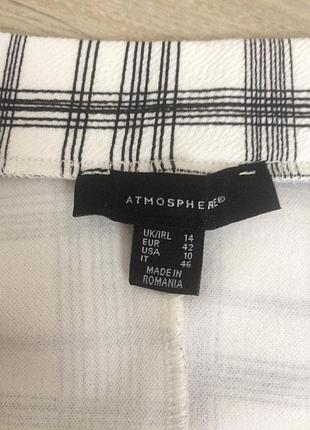 ATMOSPHERE®
UK/IRL 14
EUR 42
USA 10
IT 46
MADE IN
ROMANIA